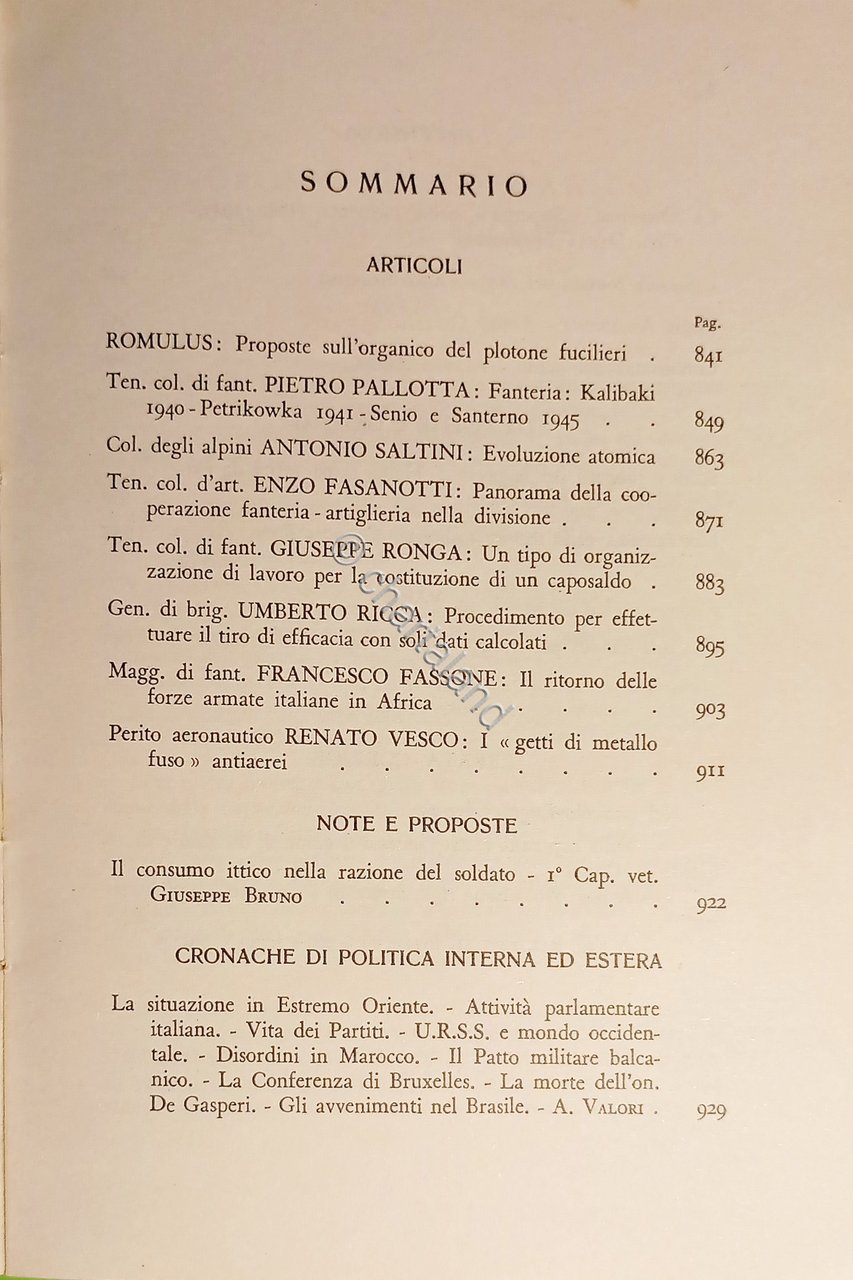 SOMMARIO
ARTICOLI
Pag.
ROMULUS: Proposte sull'organico del plotone fucilieri . 841
Ten. col. di fant. PIETRO PALLOTTA: Fanteria: Kalibaki
1940 - Petrikowka 1941 - Senio e Santerno 1945 . . 849
Col. degli alpini ANTONIO SALTINI: Evoluzione atomica 863
Ten. col. d'art. ENZO FASANOTTI: Panorama della coo-
perazione fanteria - artiglieria nella divisione . . . 871
Ten. col. di fant. GIUSEPPE RONGA: Un tipo di organiz-
zazione di lavoro per la costituzione di un caposaldo . 883
Gen. di brig. UMBERTO RICCA: Procedimento per effet-
tuare il tiro di efficacia con soli dati calcolati . . . 895
Magg. di fant. FRANCESCO FASSONE: Il ritorno delle
forze armate italiane in Africa . . . . . 903
Perito aeronautico RENATO VESCO: I « getti di metallo
fuso » antiaerei . . . . . . . . 911
NOTE E PROPOSTE
Il consumo ittico nella razione del soldato - 1° Cap. vet.
GIUSEPPE BRUNO . . . . . . . . 922
CRONACHE DI POLITICA INTERNA ED ESTERA
La situazione in Estremo Oriente. - Attività parlamentare
italiana. - Vita dei Partiti. - U.R.S.S. e mondo occiden-
tale. - Disordini in Marocco. - Il Patto militare balca-
nico. - La Conferenza di Bruxelles. - La morte dell'on.
De Gasperi. - Gli avvenimenti nel Brasile. - A. VALORI . 929
© chartaland